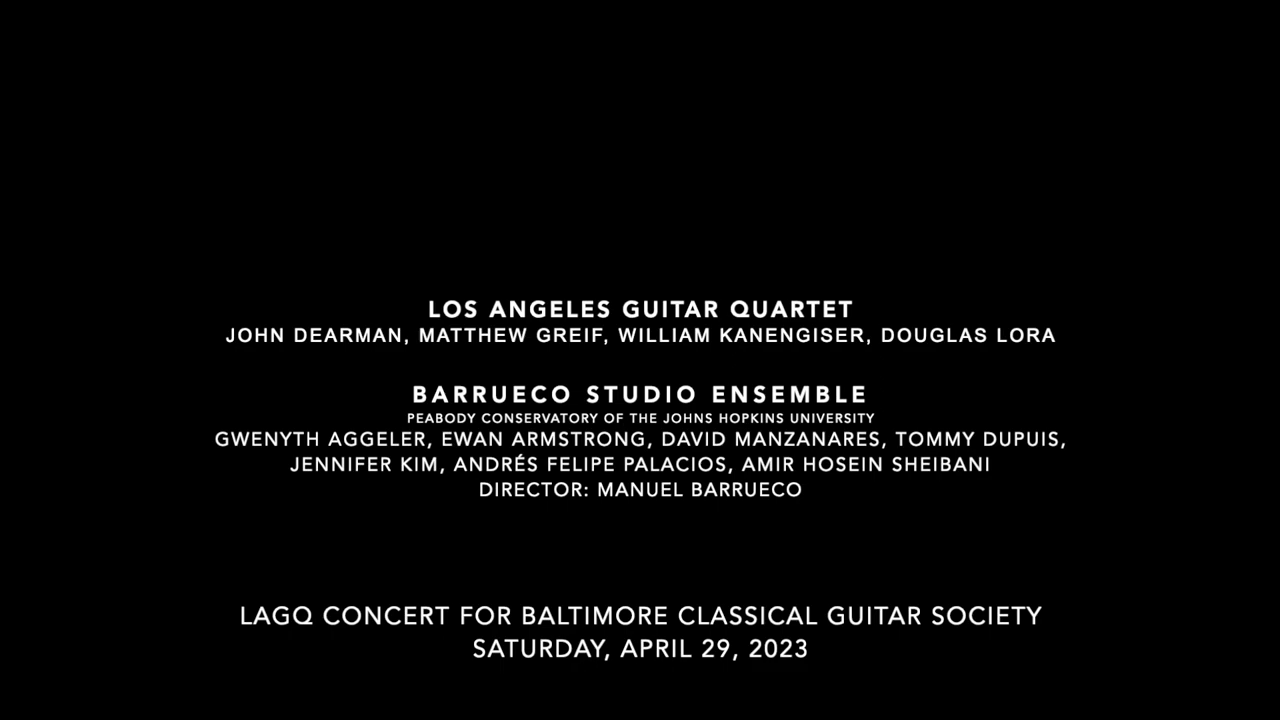 LOS ANGELES GUITAR QUARTET
JOHN DEARMAN, MATTHEW GREIF, WILLIAM KANENGISER, DOUGLAS LORA
BARRUECO STUDIO ENSEMBLE
PEABODY CONSERVATORY OF THE JOHNS HOPKINS UNIVERSITY
GWENYTH AGGELER, EWAN ARMSTRONG, DAVID MANZANARES, TOMMY DUPUIS,
JENNIFER KIM, ANDRÉS FELIPE PALACIOS, AMIR HOSEIN SHEIBANI
DIRECTOR: MANUEL BARRUECO
LAGQ CONCERT FOR BALTIMORE CLASSICAL GUITAR SOCIETY
SATURDAY, APRIL 29, 2023